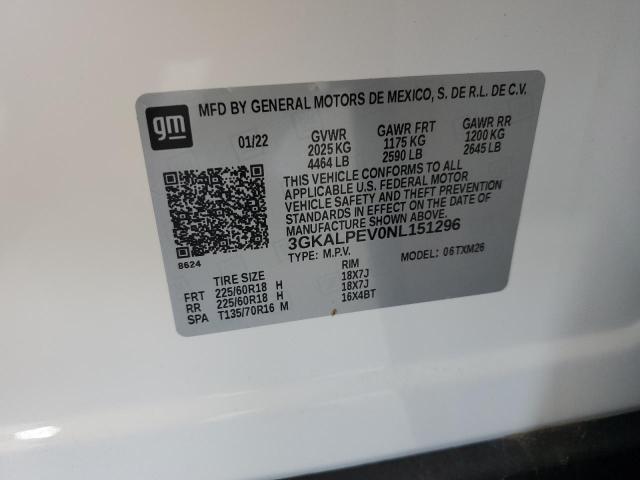 gm
MFD BY GENERAL MOTORS DE MEXICO, S. DE R.L. DE C.V.
01/22 GVWR GAWR FRT GAWR RR
2025 KG 1175 KG 1200 KG
4464 LB 2590 LB 2645 LB
THIS VEHICLE CONFORMS TO ALL
APPLICABLE U.S. FEDERAL MOTOR
VEHICLE SAFETY AND THEFT PREVENTION
STANDARDS IN EFFECT ON THE DATE OF
MANUFACTURE SHOWN ABOVE.
3GKALPEV0NL151296
8624
TYPE: M.P.V. MODEL: 06TXM26
TIRE SIZE RIM
FRT 225/60R18 H 18X7J
RR 225/60R18 H 18X7J
SPA T135/70R16 M 16X4BT